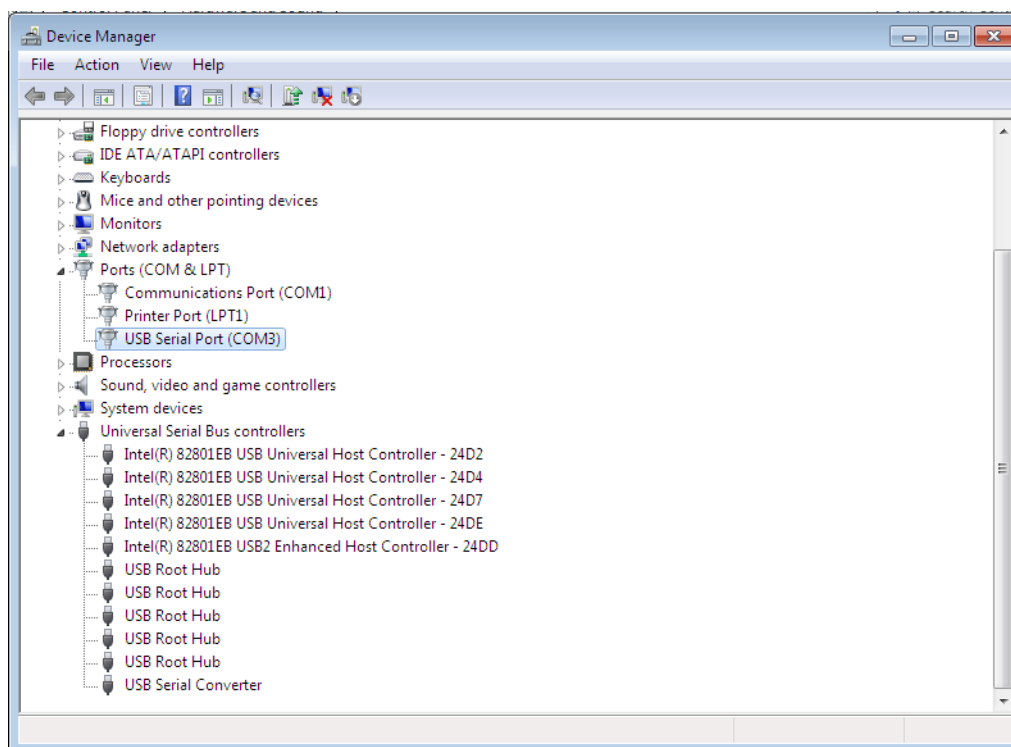 Device Manager
File Action View Help
Floppy drive controllers
IDE ATA/ATAPI controllers
Keyboards
Mice and other pointing devices
Monitors
Network adapters
Ports (COM & LPT)
Communications Port (COM1)
Printer Port (LPT1)
USB Serial Port (COM3)
Processors
Sound, video and game controllers
System devices
Universal Serial Bus controllers
Intel(R) 82801EB USB Universal Host Controller - 24D2
Intel(R) 82801EB USB Universal Host Controller - 24D4
Intel(R) 82801EB USB Universal Host Controller - 24D7
Intel(R) 82801EB USB Universal Host Controller - 24DE
Intel(R) 82801EB USB2 Enhanced Host Controller - 24DD
USB Root Hub
USB Root Hub
USB Root Hub
USB Root Hub
USB Root Hub
USB Serial Converter